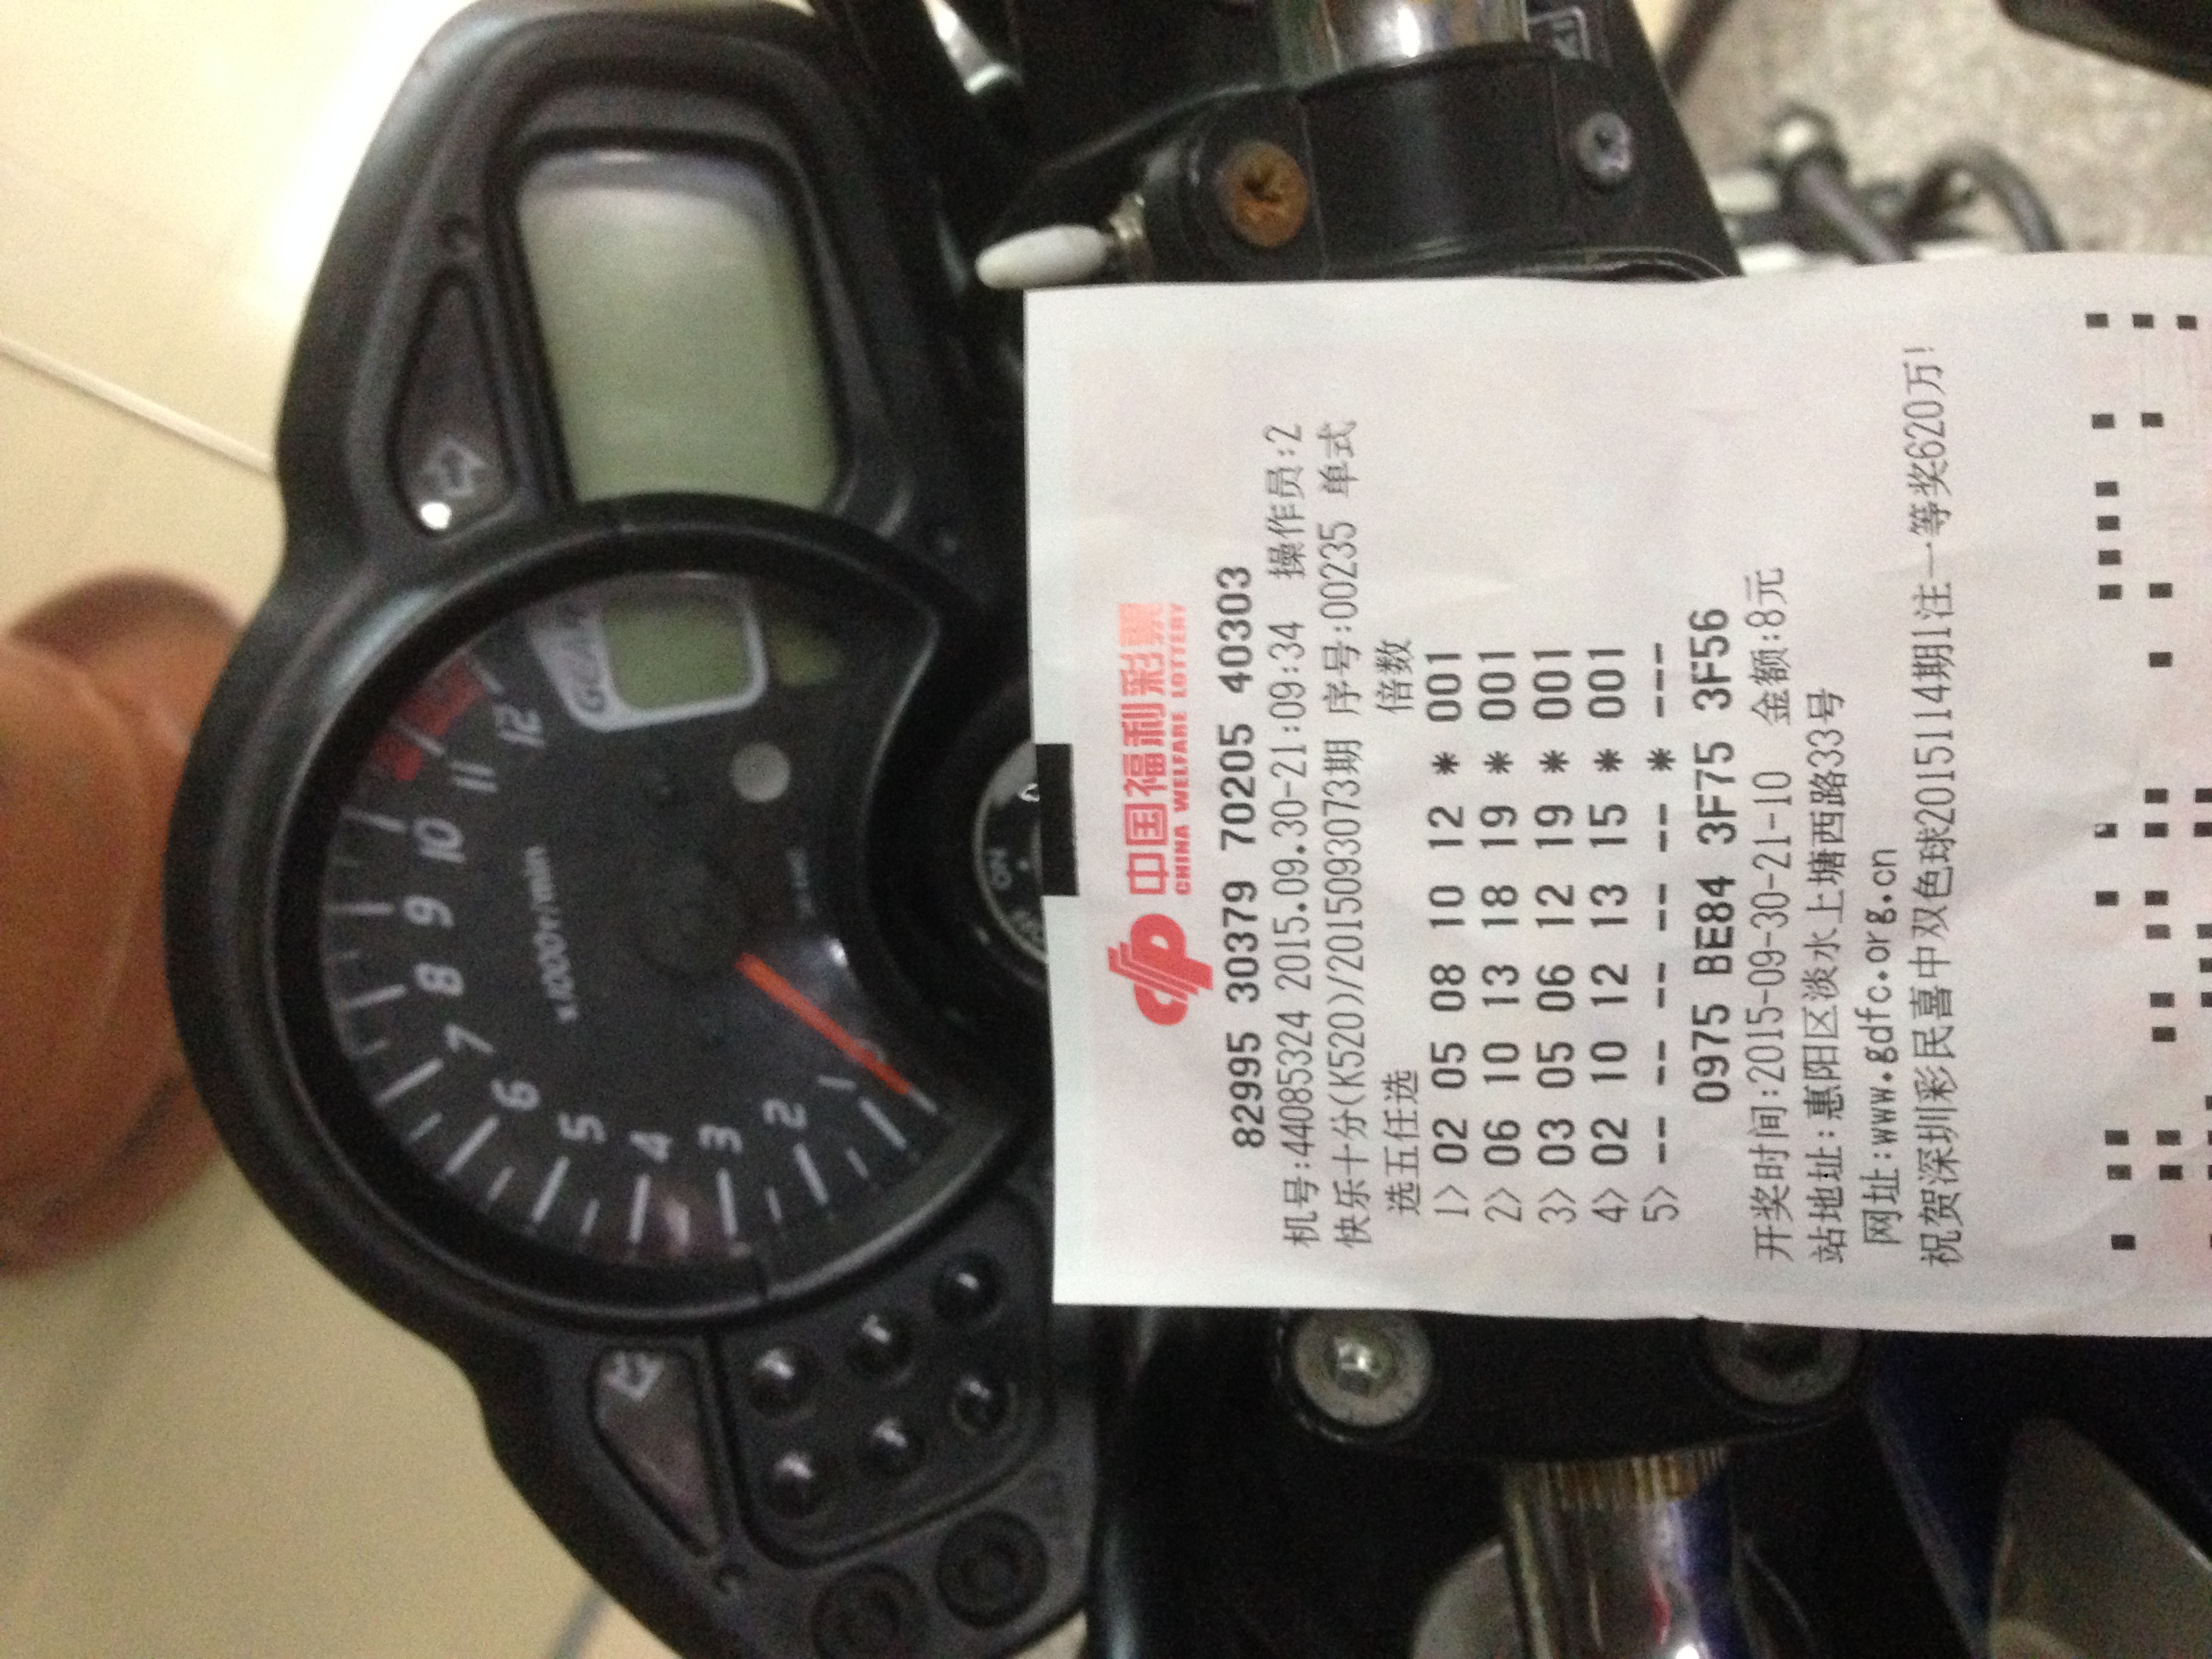 中国福利彩票
CHINA WELFARE LOTTERY
82995 30379 70205 40303
机号:44085324 2015.09.30-21:09:34 操作员:2
快乐十分(K520)/2015093073期 序号:00235 单式
选五任选 倍数
1> 02 05 08 10 12 * 001
2> 06 10 13 18 19 * 001
3> 03 05 06 12 19 * 001
4> 02 10 12 13 15 * 001
5> -- -- -- -- -- * ---
0975 BE84 3F75 3F56
开奖时间:2015-09-30-21-10 金额:8元
站地址:惠阳区淡水上塘西路33号
网址:www.gdfc.org.cn
祝贺深圳彩民喜中双色球2015114期1注一等奖620万!
1 2 3 4 5 6 7 8 9 10 11 12
x1000r/min
GEAR
ON